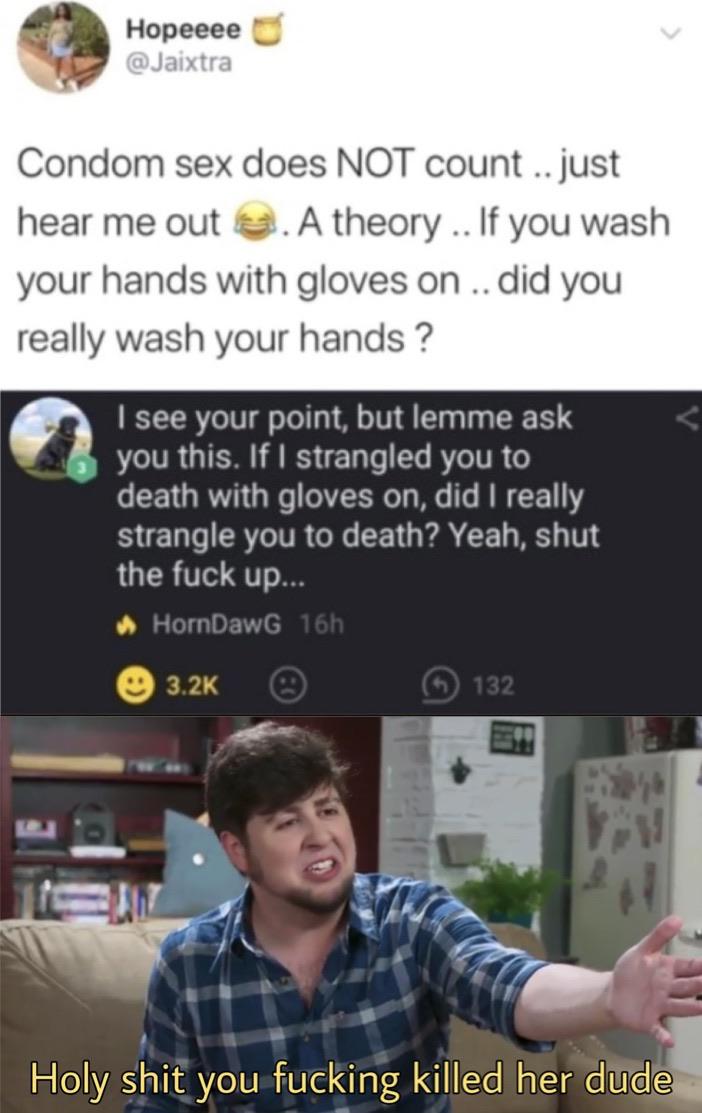 Hopeeee 🍯
@Jaixtra
Condom sex does NOT count .. just
hear me out 😂. A theory .. If you wash
your hands with gloves on .. did you
really wash your hands ?
I see your point, but lemme ask
you this. If I strangled you to
death with gloves on, did I really
strangle you to death? Yeah, shut
the fuck up...
3
HornDawG 16h
3.2K 132
Holy shit you fucking killed her dude